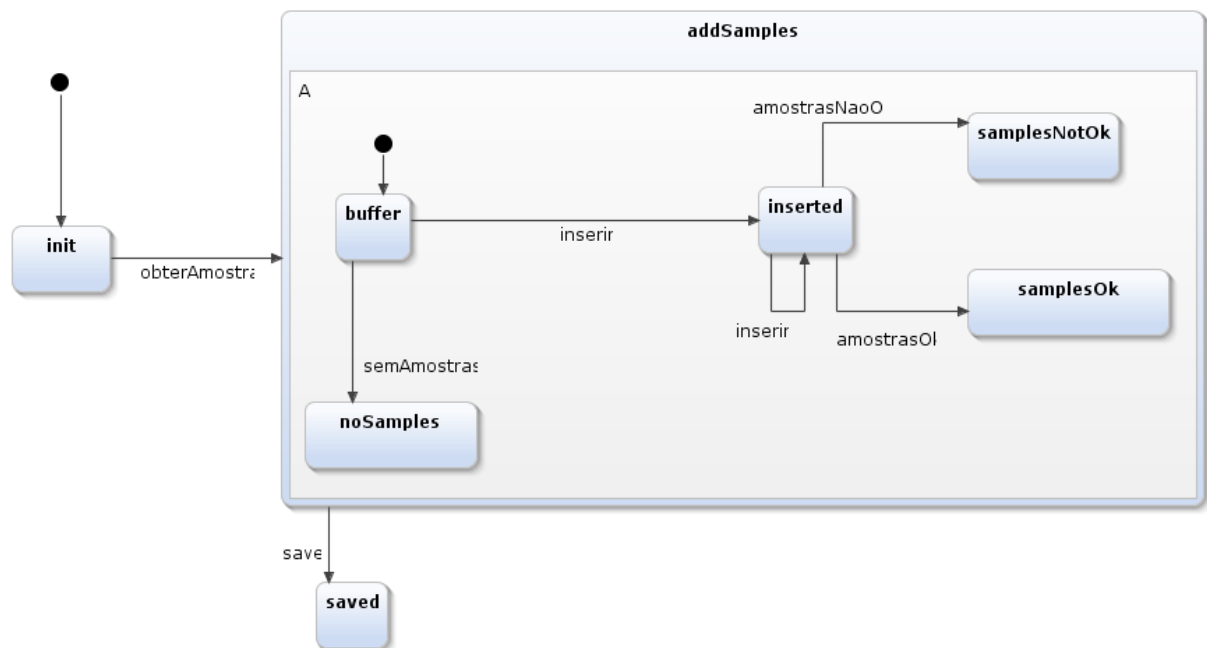 addSamples
A
amostrasNaoO
samplesNotOk
buffer
inserted
inserir
init
obterAmostra
samplesOk
inserir
amostrasOl
semAmostras
noSamples
save
saved